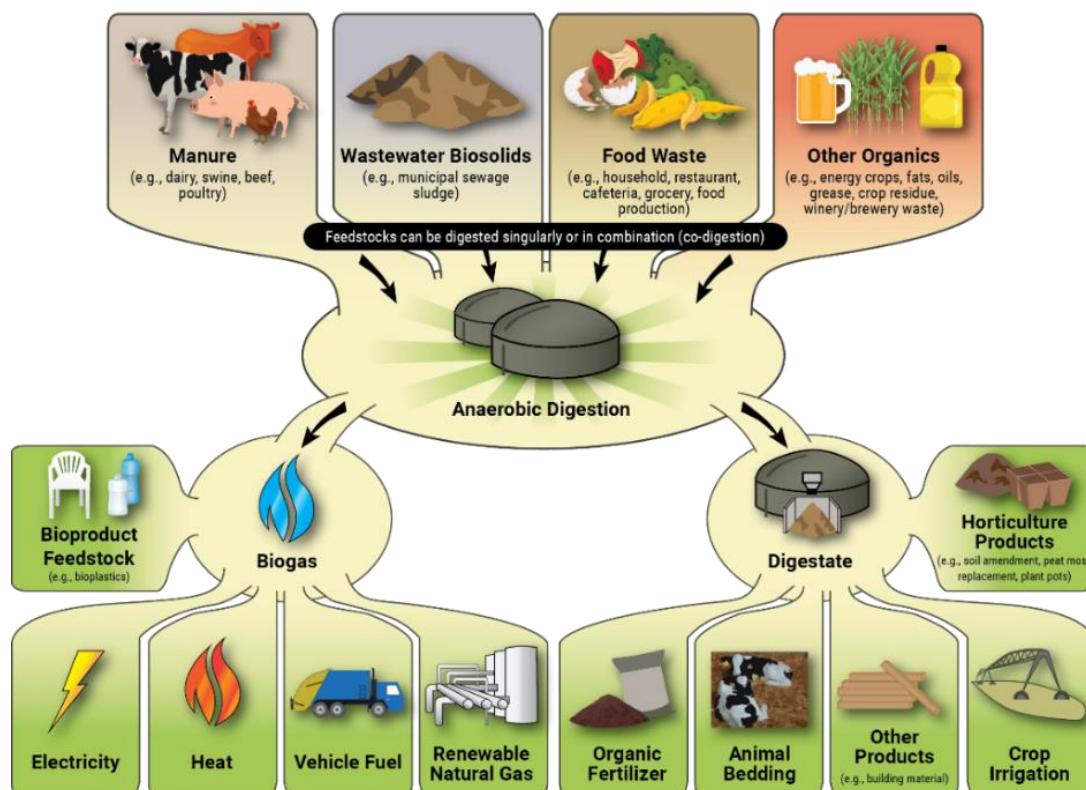 Manure
(e.g., dairy, swine, beef,
poultry)
Wastewater Biosolids
(e.g., municipal sewage
sludge)
Food Waste
(e.g., household, restaurant,
cafeteria, grocery, food
production)
Other Organics
(e.g., energy crops, fats, oils,
grease, crop residue,
winery/brewery waste)
Feedstocks can be digested singularly or in combination (co-digestion)
Anaerobic Digestion
Bioproduct
Feedstock
(e.g., bioplastics)
Biogas
Digestate
Horticulture
Products
(e.g., soil amendment, peat mos
replacement, plant pots)
Electricity
Heat
Vehicle Fuel
Renewable
Natural Gas
Organic
Fertilizer
Animal
Bedding
Other
Products
(e.g., building material)
Crop
Irrigation